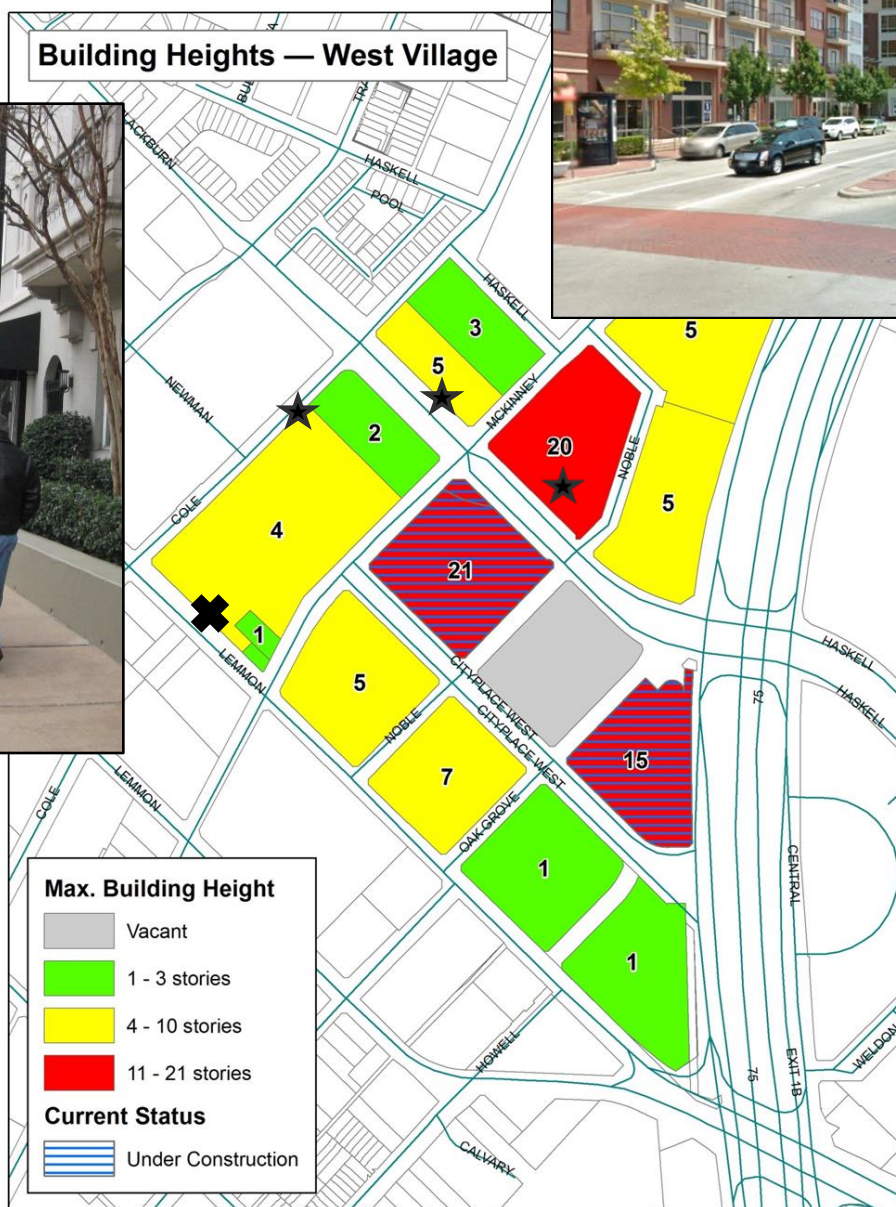 Building Heights — West Village
HASKELL
POOL
HASKELL
3
5
5
NEWMAN
MCKINNEY
2
20
NOBLE
5
COLE
4
21
1
LEMMON
5
CITYPLACE WEST
HASKELL
HASKELL
75
NOBLE
CITYPLACE WEST
7
15
COLE
LEMMON
OAK GROVE
1
CENTRAL
1
Max. Building Height
Vacant
1 - 3 stories
4 - 10 stories
11 - 21 stories
Current Status
Under Construction
HOWELL
75
EXIT 1B
WELDON
CALVARY